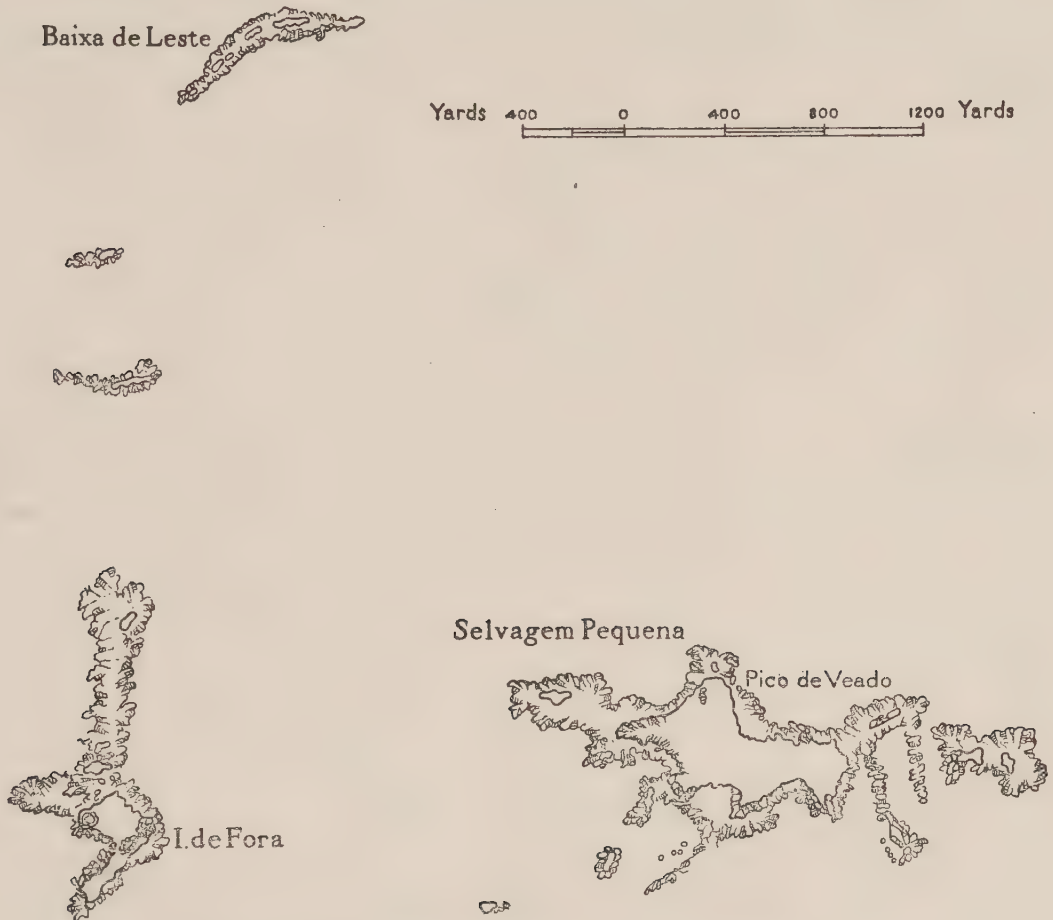 Baixa de Leste
Yards 400 0 400 800 1200 Yards
Selvagem Pequena
Pico de Veado
I. de Fora